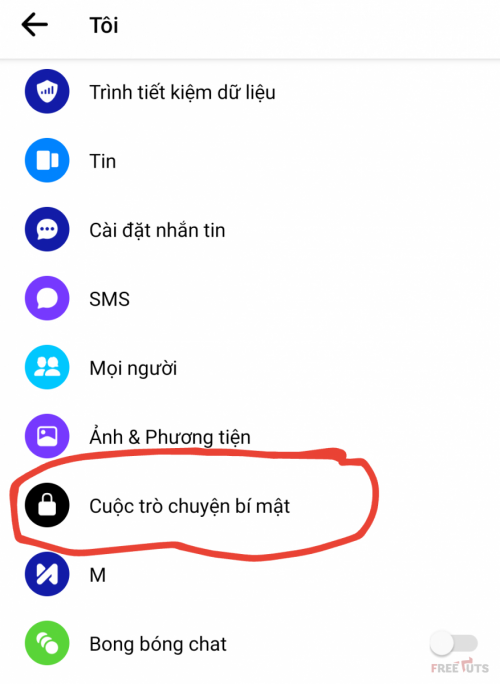 Tôi
Trình tiết kiệm dữ liệu
Tin
Cài đặt nhắn tin
SMS
Mọi người
Ảnh & Phương tiện
Cuộc trò chuyện bí mật
M
Bong bóng chat
FREETUTS